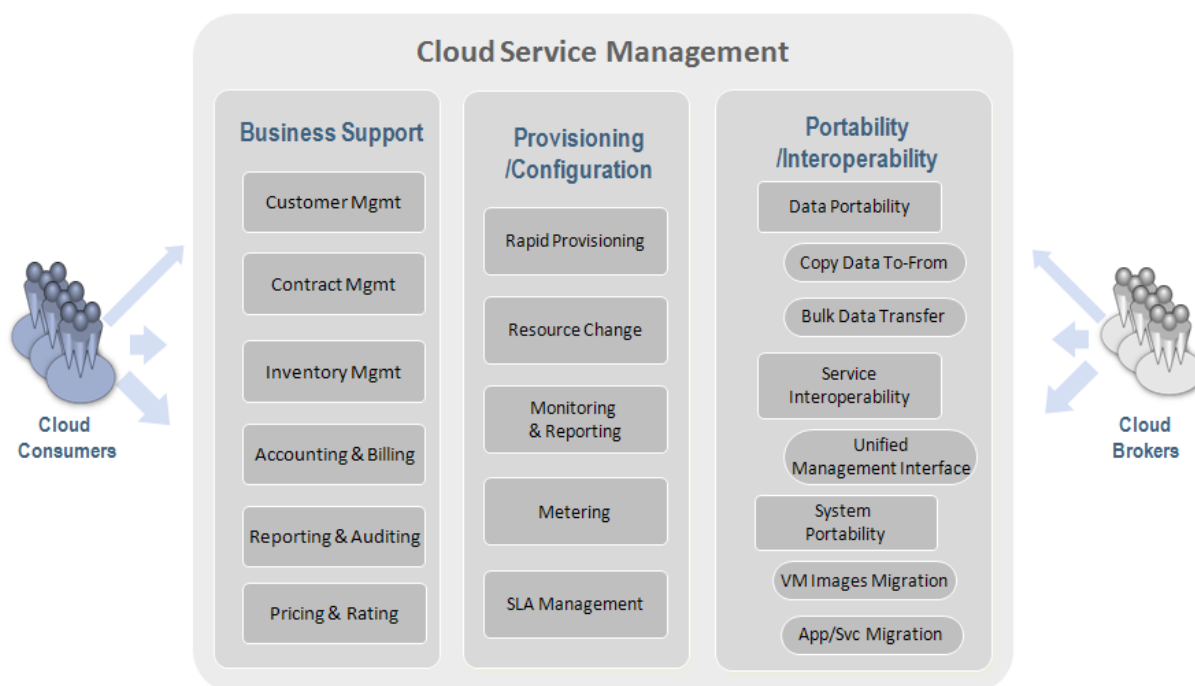 Cloud Service Management
Business Support
Customer Mgmt
Contract Mgmt
Inventory Mgmt
Accounting & Billing
Reporting & Auditing
Pricing & Rating
Provisioning
/Configuration
Rapid Provisioning
Resource Change
Monitoring
& Reporting
Metering
SLA Management
Portability
/Interoperability
Data Portability
Copy Data To-From
Bulk Data Transfer
Service
Interoperability
Unified
Management Interface
System
Portability
VM Images Migration
App/Svc Migration
Cloud
Consumers
Cloud
Brokers